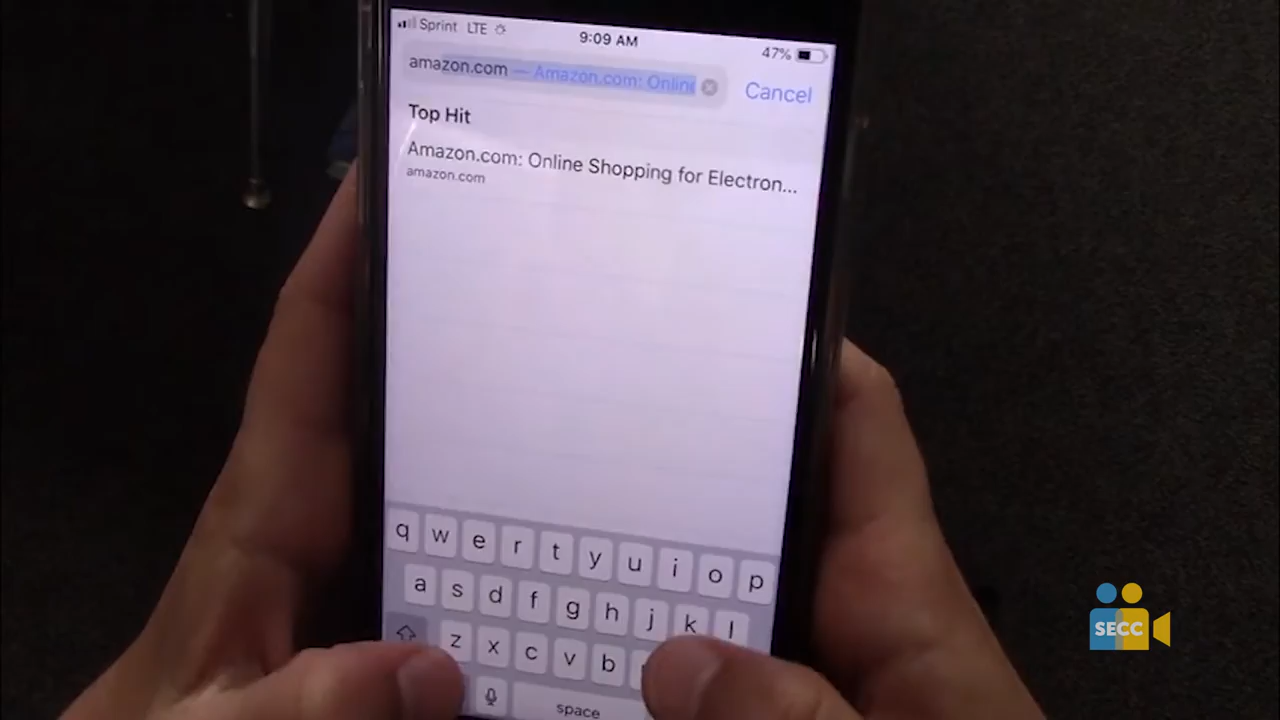 Sprint LTE 9:09 AM 47%
amazon.com — Amazon.com: Onlin
Cancel
Top Hit
Amazon.com: Online Shopping for Electron...
amazon.com
q w e r t y u i o p
a s d f g h j k l
z x c v b
space
SECC